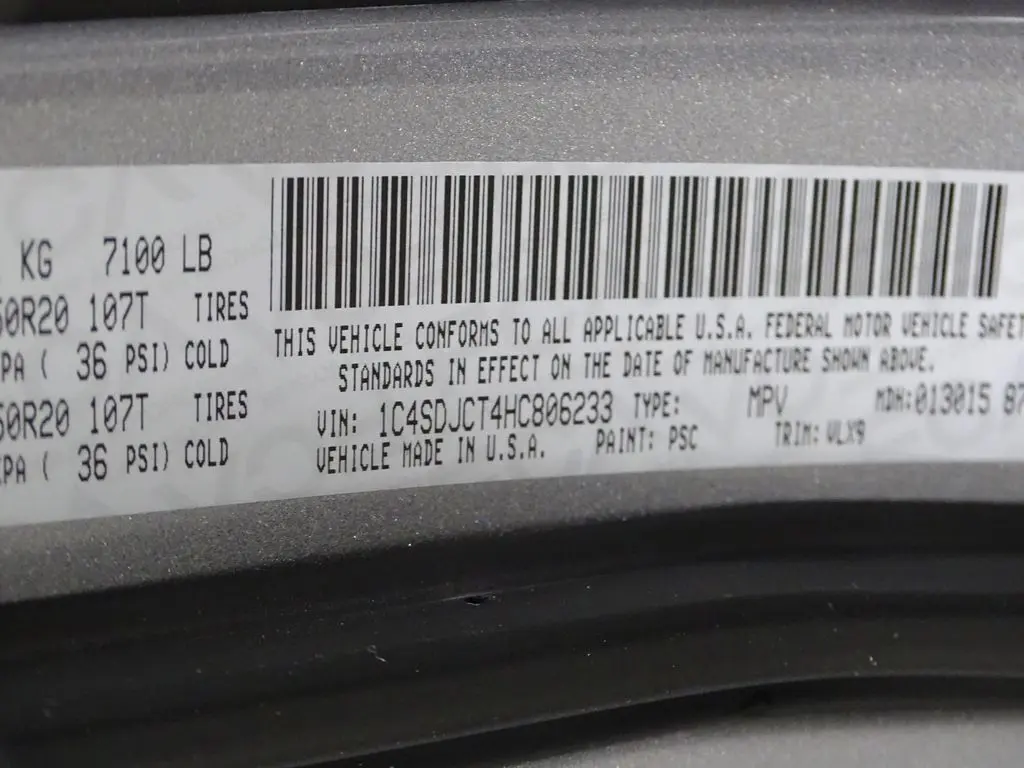 KG 7100 LB
50R20 107T TIRES
PA ( 36 PSI) COLD
50R20 107T TIRES
PA ( 36 PSI) COLD
THIS VEHICLE CONFORMS TO ALL APPLICABLE U.S.A. FEDERAL MOTOR VEHICLE SAFET
STANDARDS IN EFFECT ON THE DATE OF MANUFACTURE SHOWN ABOVE.
VIN: 1C4SDJCT4HC806233 TYPE: MPV MDH:013015 87
VEHICLE MADE IN U.S.A. PAINT: PSC TRIM: VLX9